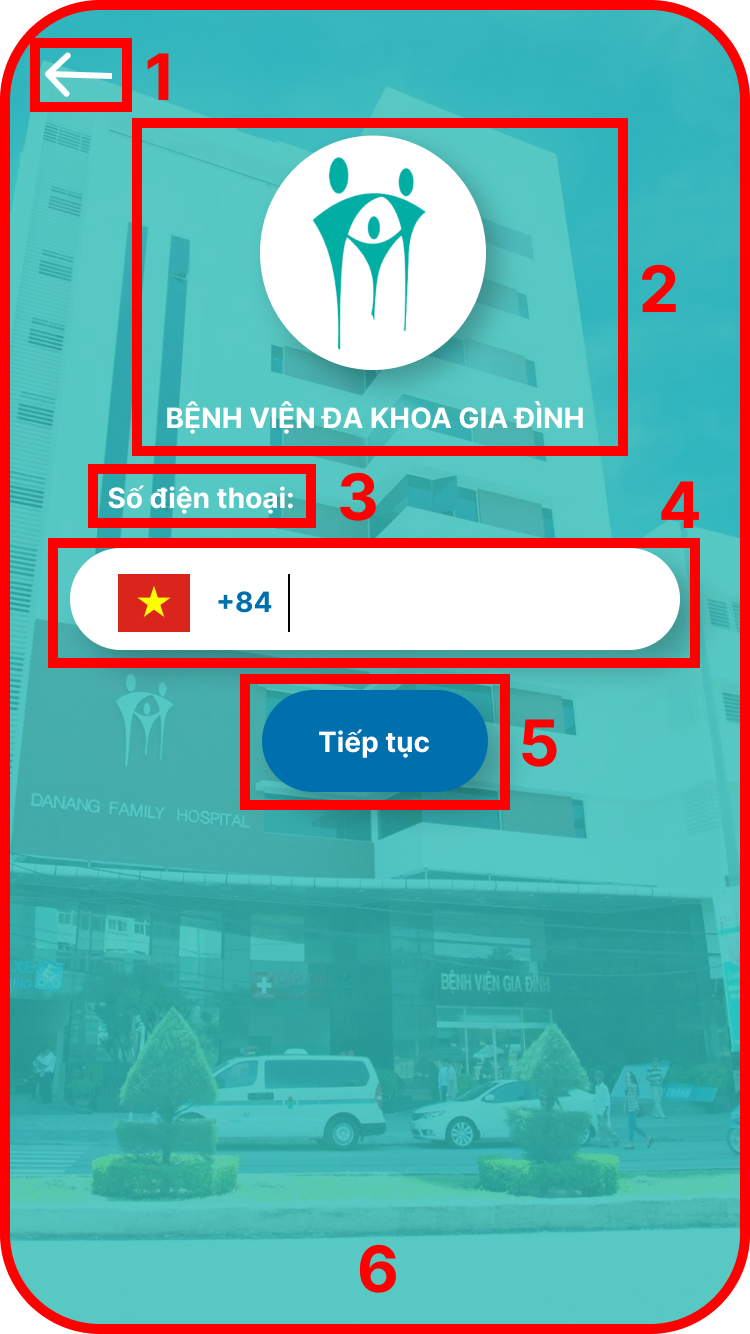 1
2
BỆNH VIỆN ĐA KHOA GIA ĐÌNH
Số điện thoại:
3
4
+84
Tiếp tục
5
DANANG FAMILY HOSPITAL
BỆNH VIỆN GIA ĐÌNH
6